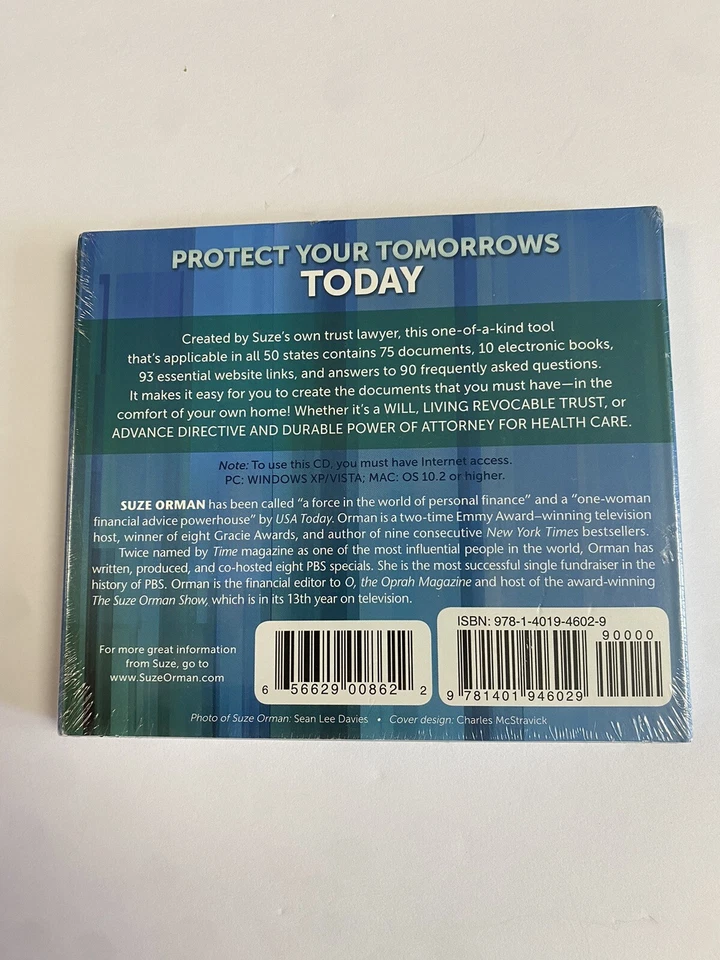 PROTECT YOUR TOMORROWS
TODAY
Created by Suze's own trust lawyer, this one-of-a-kind tool
that's applicable in all 50 states contains 75 documents, 10 electronic books,
93 essential website links, and answers to 90 frequently asked questions.
It makes it easy for you to create the documents that you must have—in the
comfort of your own home! Whether it's a WILL, LIVING REVOCABLE TRUST, or
ADVANCE DIRECTIVE AND DURABLE POWER OF ATTORNEY FOR HEALTH CARE.
Note: To use this CD, you must have Internet access.
PC: WINDOWS XP/VISTA; MAC: OS 10.2 or higher.
SUZE ORMAN has been called "a force in the world of personal finance" and a "one-woman
financial advice powerhouse" by USA Today. Orman is a two-time Emmy Award–winning television
host, winner of eight Gracie Awards, and author of nine consecutive New York Times bestsellers.
Twice named by Time magazine as one of the most influential people in the world, Orman has
written, produced, and co-hosted eight PBS specials. She is the most successful single fundraiser in the
history of PBS. Orman is the financial editor to O, the Oprah Magazine and host of the award-winning
The Suze Orman Show, which is in its 13th year on television.
For more great information
from Suze, go to
www.SuzeOrman.com
6 56629 00862 2
ISBN: 978-1-4019-4602-9
90000
9 781401 946029
Photo of Suze Orman: Sean Lee Davies • Cover design: Charles McStravick